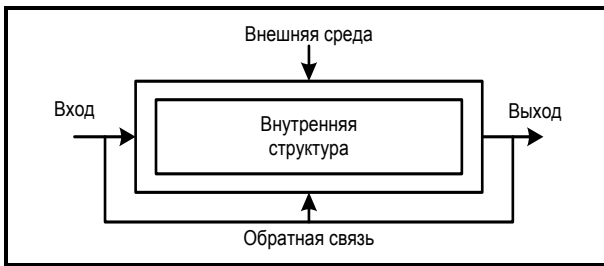 Внешняя среда
Вход
Внутренняя
структура
Выход
Обратная связь